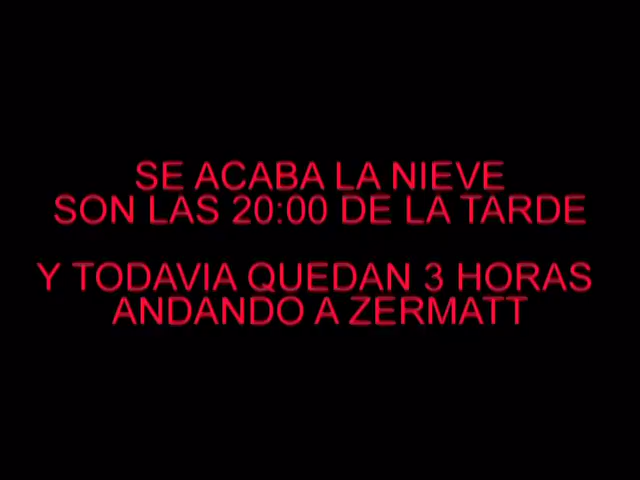 SE ACABA LA NIEVE
SON LAS 20:00 DE LA TARDE
Y TODAVIA QUEDAN 3 HORAS
ANDANDO A ZERMATT